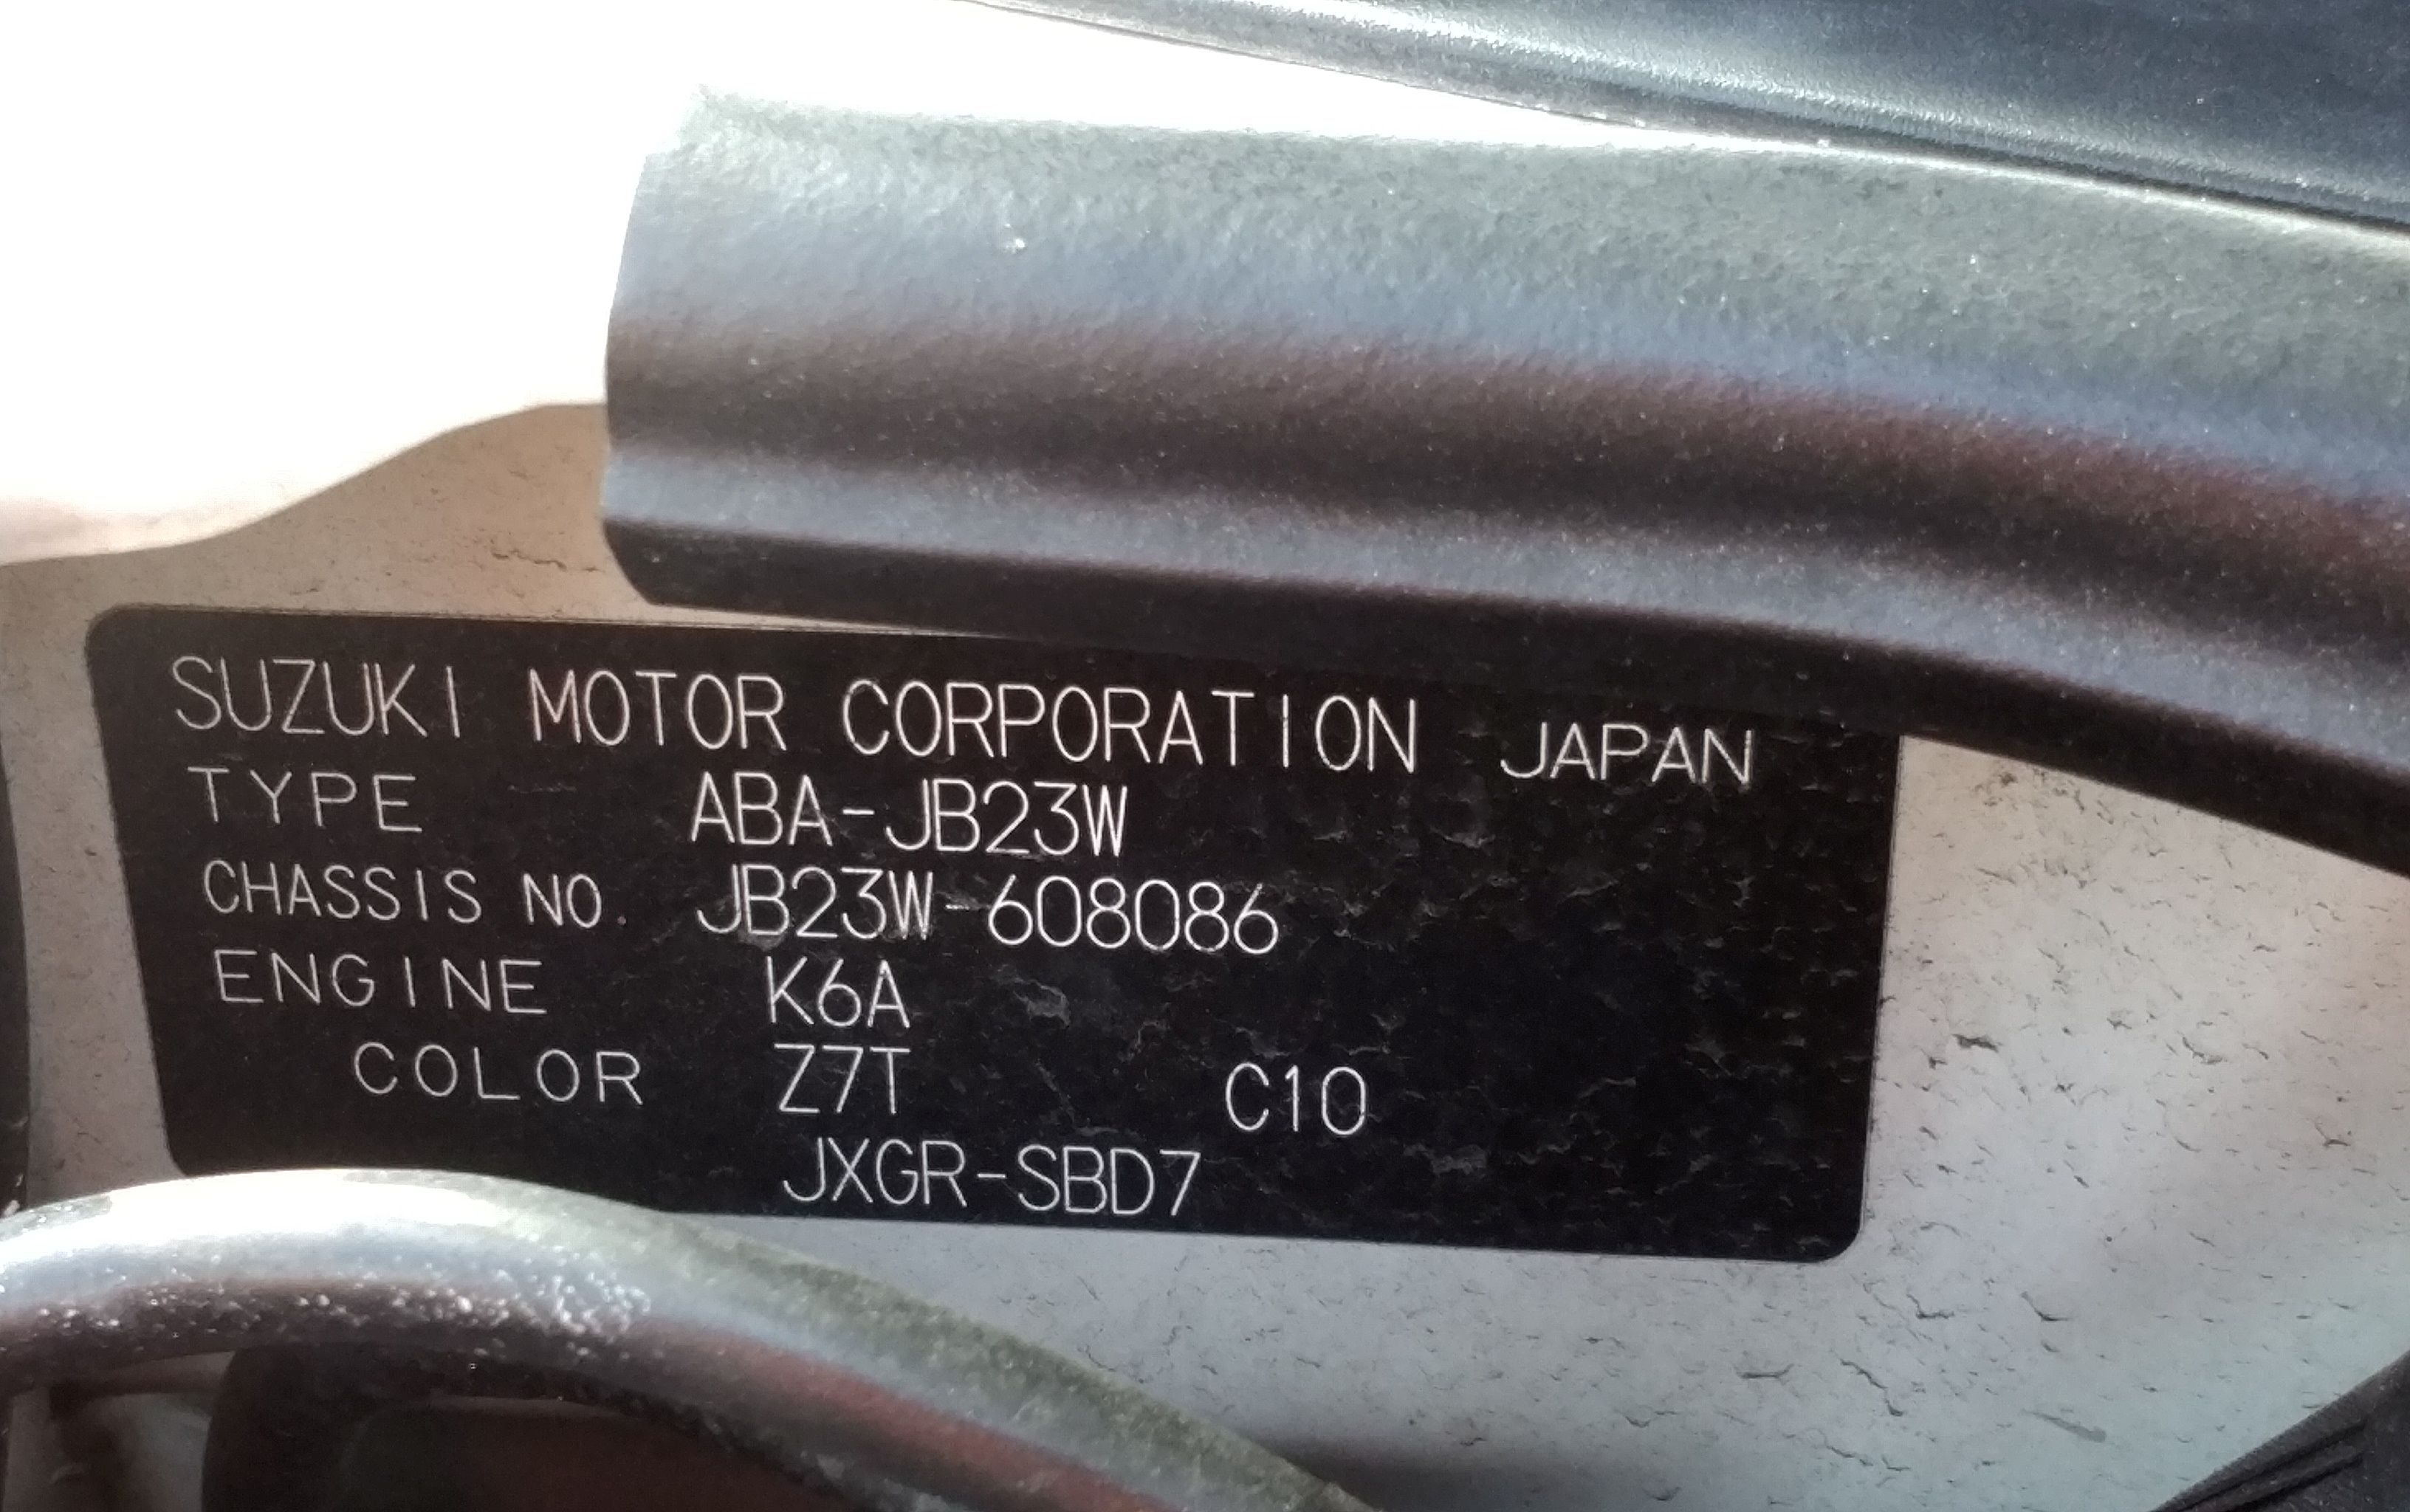 SUZUKI MOTOR CORPORATION JAPAN
TYPE ABA-JB23W
CHASSIS NO. JB23W-608086
ENGINE K6A
COLOR Z7T C10
JXGR-SBD7